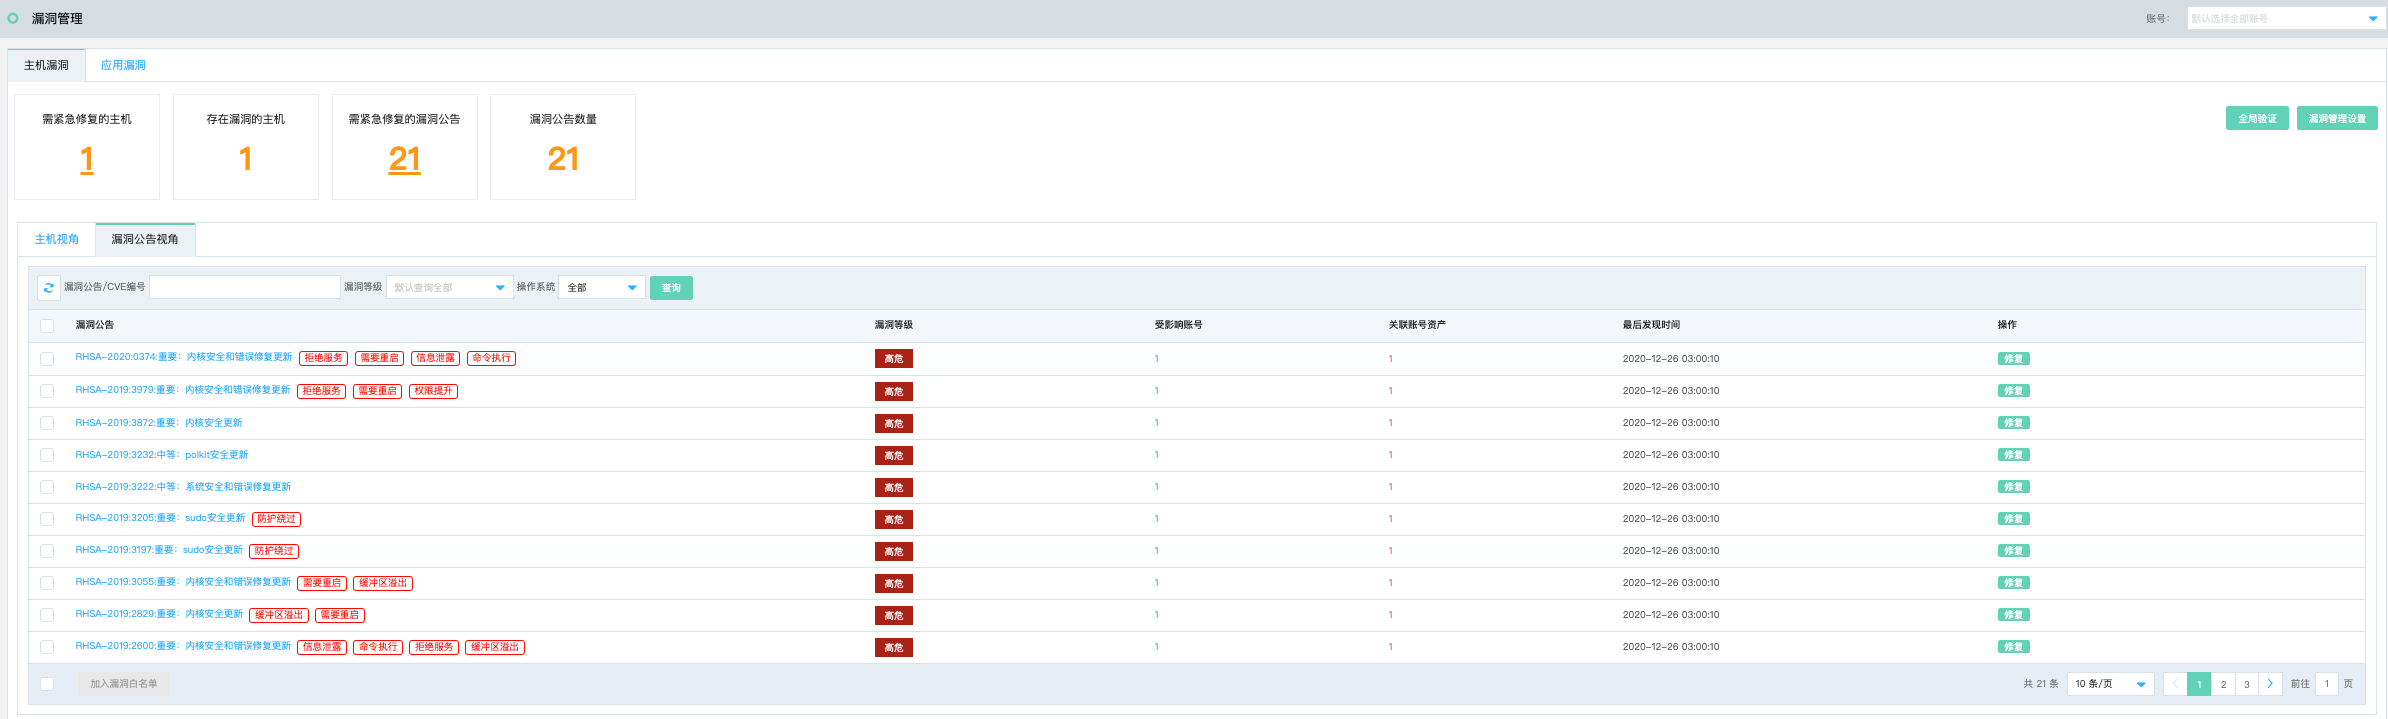 漏洞管理 账号： 默认选择全部账号
主机漏洞 应用漏洞
需紧急修复的主机 存在漏洞的主机 需紧急修复的漏洞公告 漏洞公告数量 全局验证 漏洞管理设置
1 1 21 21
主机视角 漏洞公告视角
漏洞公告/CVE编号 漏洞等级 默认查询全部 操作系统 全部 查询
漏洞公告 漏洞等级 受影响账号 关联账号资产 最后发现时间 操作
RHSA-2020:0374:重要：内核安全和错误修复更新 拒绝服务 需要重启 信息泄露 命令执行 高危 1 1 2020-12-26 03:00:10 修复
RHSA-2019:3979:重要：内核安全和错误修复更新 拒绝服务 需要重启 权限提升 高危 1 1 2020-12-26 03:00:10 修复
RHSA-2019:3872:重要：内核安全更新 高危 1 1 2020-12-26 03:00:10 修复
RHSA-2019:3232:中等：polkit安全更新 高危 1 1 2020-12-26 03:00:10 修复
RHSA-2019:3222:中等：系统安全和错误修复更新 高危 1 1 2020-12-26 03:00:10 修复
RHSA-2019:3205:重要：sudo安全更新 防护绕过 高危 1 1 2020-12-26 03:00:10 修复
RHSA-2019:3197:重要：sudo安全更新 防护绕过 高危 1 1 2020-12-26 03:00:10 修复
RHSA-2019:3055:重要：内核安全和错误修复更新 需要重启 缓冲区溢出 高危 1 1 2020-12-26 03:00:10 修复
RHSA-2019:2829:重要：内核安全更新 缓冲区溢出 需要重启 高危 1 1 2020-12-26 03:00:10 修复
RHSA-2019:2600:重要：内核安全和错误修复更新 信息泄露 命令执行 拒绝服务 缓冲区溢出 高危 1 1 2020-12-26 03:00:10 修复
加入漏洞白名单 共 21 条 10 条/页 1 2 3 前往 1 页